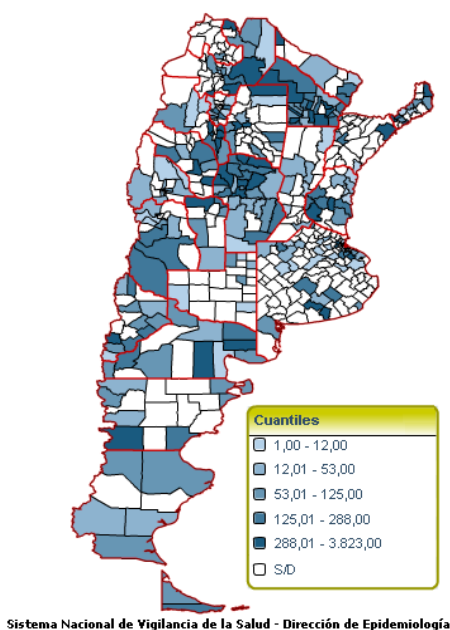 Cuantiles
1,00 - 12,00
12,01 - 53,00
53,01 - 125,00
125,01 - 288,00
288,01 - 3.823,00
S/D
Sistema Nacional de Vigilancia de la Salud - Dirección de Epidemiología